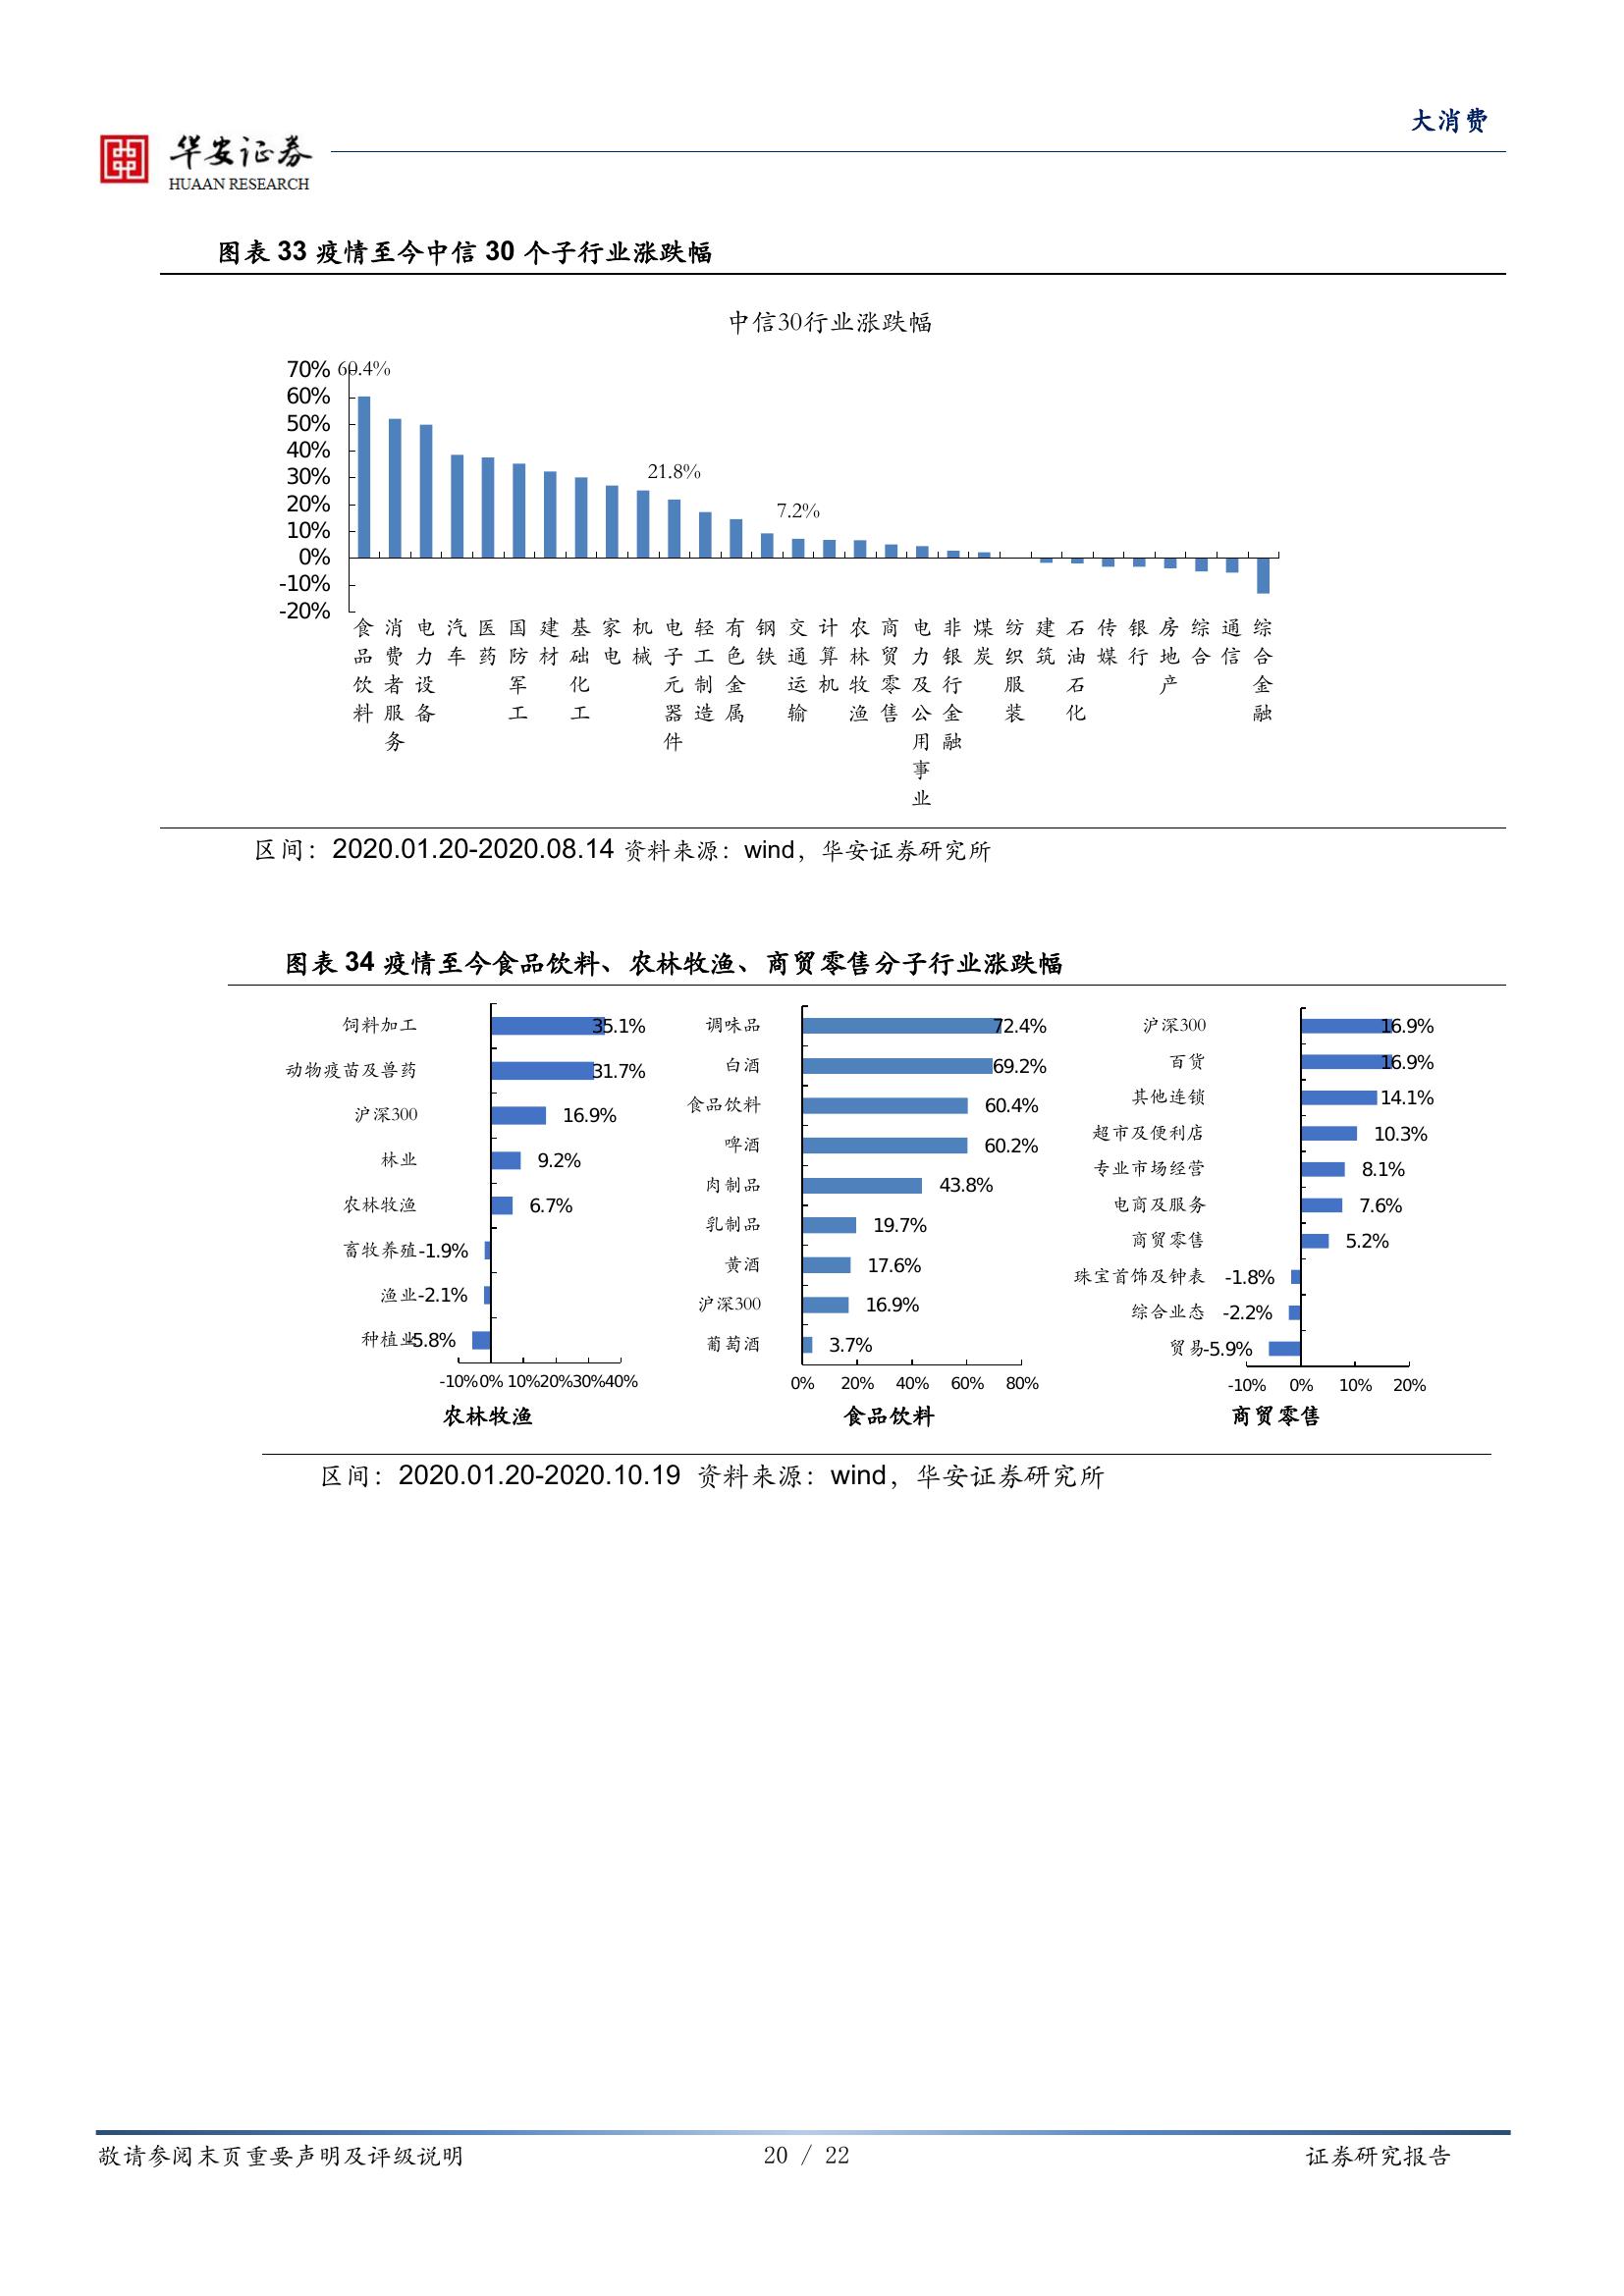 大消费
华安证券
HUAAN RESEARCH
图表 33 疫情至今中信 30 个子行业涨跌幅
中信30行业涨跌幅
70%
60%
50%
40%
30%
20%
10%
0%
-10%
-20%
60.4%
21.8%
7.2%
食品饮料
消费者服务
电力设备
汽车
医药
国防军工
建材
基础化工
家电
机械
电子元器件
轻工制造
有色金属
钢铁
交通运输
计算机
农林牧渔
商贸零售
电力及公用事业
非银行金融
煤炭
纺织服装
建筑
石油石化
传媒
银行
房地产
综合
通信
综合金融
区间：2020.01.20-2020.08.14 资料来源：wind，华安证券研究所
图表 34 疫情至今食品饮料、农林牧渔、商贸零售分子行业涨跌幅
饲料加工 35.1%
动物疫苗及兽药 31.7%
沪深300 16.9%
林业 9.2%
农林牧渔 6.7%
畜牧养殖 -1.9%
渔业 -2.1%
种植业 -5.8%
-10% 0% 10% 20% 30% 40%
农林牧渔
调味品 72.4%
白酒 69.2%
食品饮料 60.4%
啤酒 60.2%
肉制品 43.8%
乳制品 19.7%
黄酒 17.6%
沪深300 16.9%
葡萄酒 3.7%
0% 20% 40% 60% 80%
食品饮料
沪深300 16.9%
百货 16.9%
其他连锁 14.1%
超市及便利店 10.3%
专业市场经营 8.1%
电商及服务 7.6%
商贸零售 5.2%
珠宝首饰及钟表 -1.8%
综合业态 -2.2%
贸易 -5.9%
-10% 0% 10% 20%
商贸零售
区间：2020.01.20-2020.10.19 资料来源：wind，华安证券研究所
敬请参阅末页重要声明及评级说明 20 / 22 证券研究报告